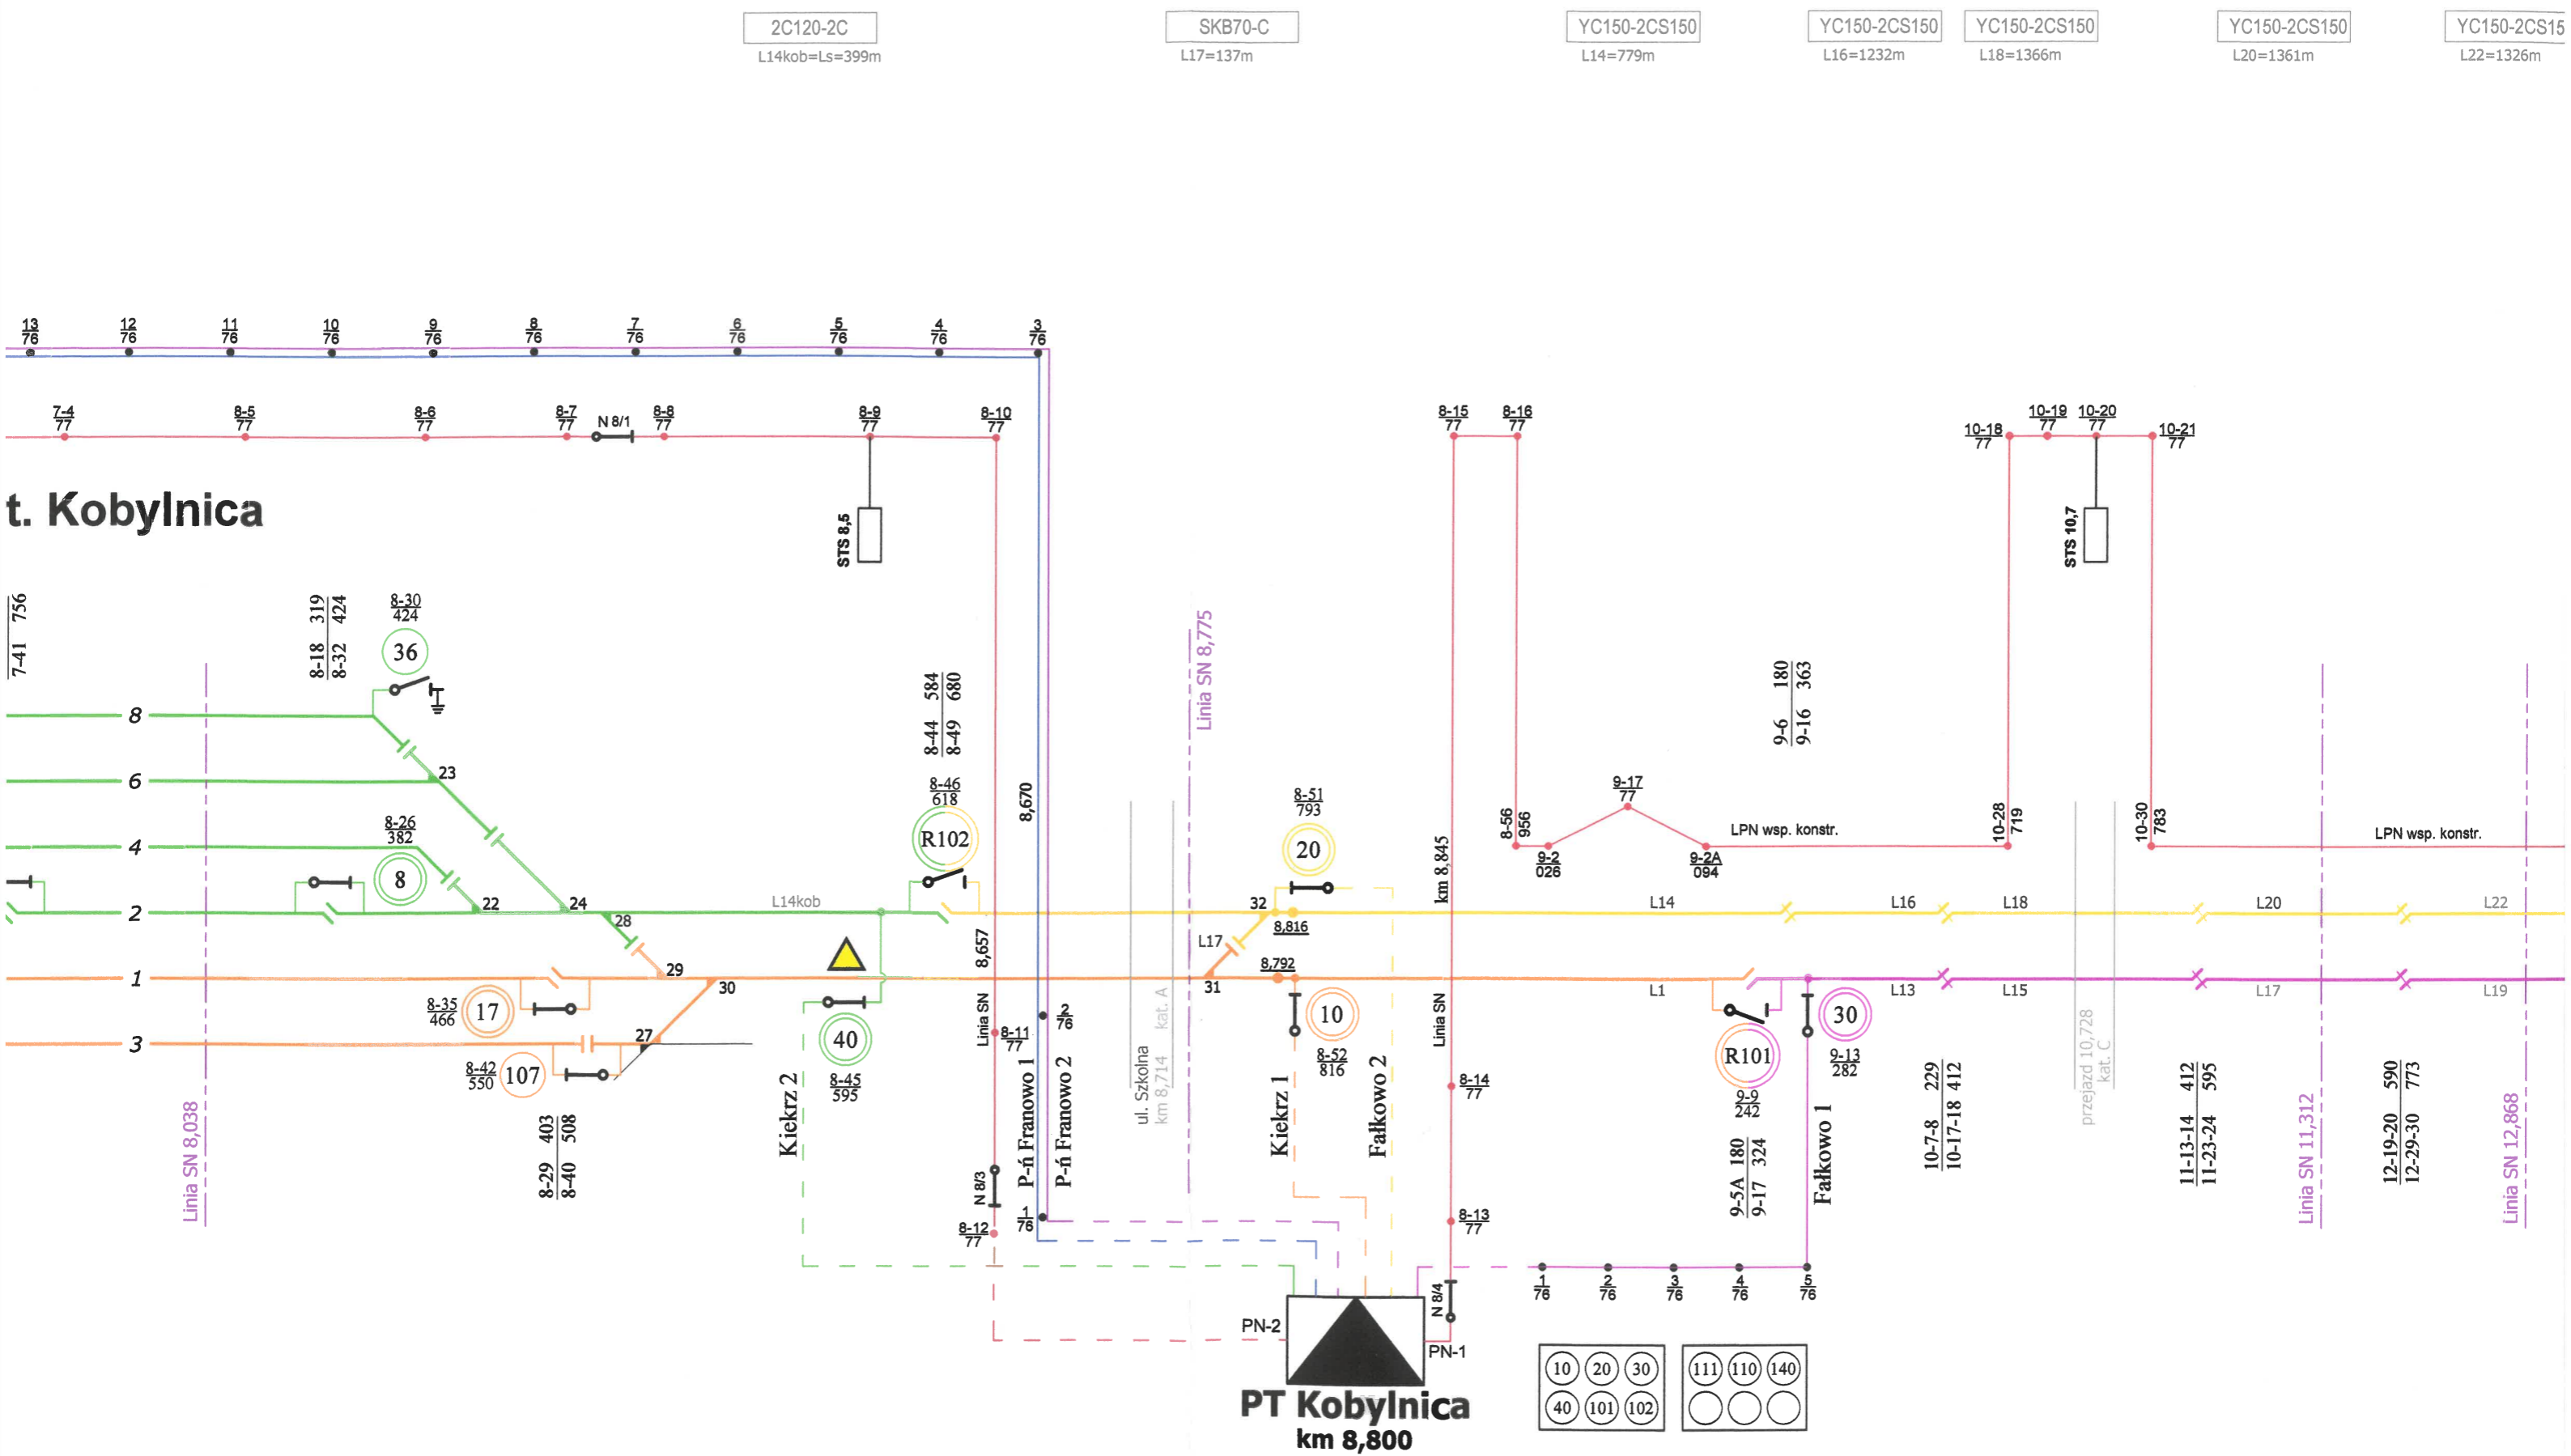 2C120-2C
L14kob=Ls=399m
SKB70-C
L17=137m
YC150-2CS150
L14=779m
YC150-2CS150
L16=1232m
YC150-2CS150
L18=1366m
YC150-2CS150
L20=1361m
YC150-2CS15
L22=1326m
13
76
12
76
11
76
10
76
9
76
8
76
7
76
6
76
5
76
4
76
3
76
7-4
77
8-5
77
8-6
77
8-7
77
N 8/1
8-8
77
8-9
77
8-10
77
8-15
77
8-16
77
10-18
77
10-19
77
10-20
77
10-21
77
t. Kobylnica
STS 8,5
STS 10,7
7-41 756
8-18 319
8-32 424
8-30
424
36
8
6
4
2
1
3
23
8-26
382
8
22
24
28
29
30
27
L14kob
8-44 584
8-49 680
8-46
618
R102
8,670
8,657
Linia SN 8,775
8-51
793
20
32
8,816
L17
8,792
31
km 8,845
8-56
956
9-2
026
9-17
77
9-2A
094
LPN wsp. konstr.
9-6 180
9-16 363
10-28
719
10-30
783
LPN wsp. konstr.
L14
L16
L18
L20
L22
L1
L13
L15
L17
L19
8-35
466
17
8-42
550
107
8-29 403
8-40 508
Linia SN 8,038
40
8-45
595
Kiekrz 2
Linia SN
8-11
77
2
76
P-ń Franowo 1
P-ń Franowo 2
N 8/3
8-12
77
1
76
ul. Szkolna
km 8,714 kat. A
10
8-52
816
Kiekrz 1
Fałkowo 2
Linia SN
8-14
77
8-13
77
N 8/4
R101
9-9
242
9-5A 180
9-17 324
30
9-13
282
Fałkowo 1
10-7-8 229
10-17-18 412
przejazd 10,728
kat. C
11-13-14 412
11-23-24 595
Linia SN 11,312
12-19-20 590
12-29-30 773
Linia SN 12,868
1
76
2
76
3
76
4
76
5
76
PN-2
PN-1
PT Kobylnica
km 8,800
10 20 30
40 101 102
111 110 140